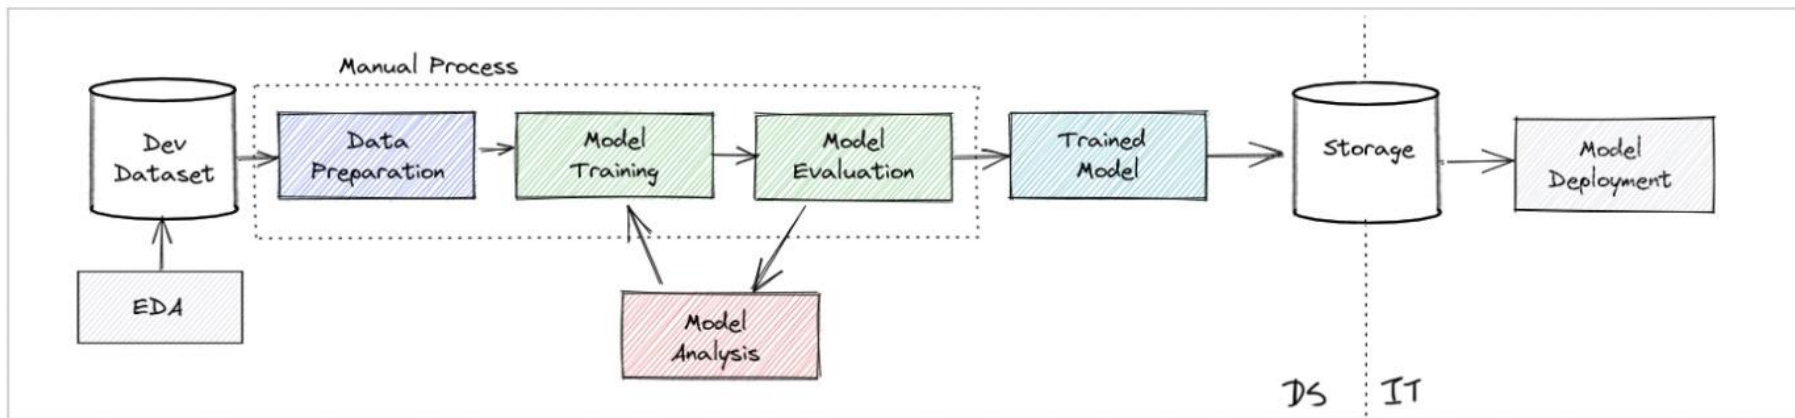 Manual Process
Dev
Dataset
Data
Preparation
Model
Training
Model
Evaluation
Trained
Model
Storage
Model
Deployment
EDA
Model
Analysis
DS
IT